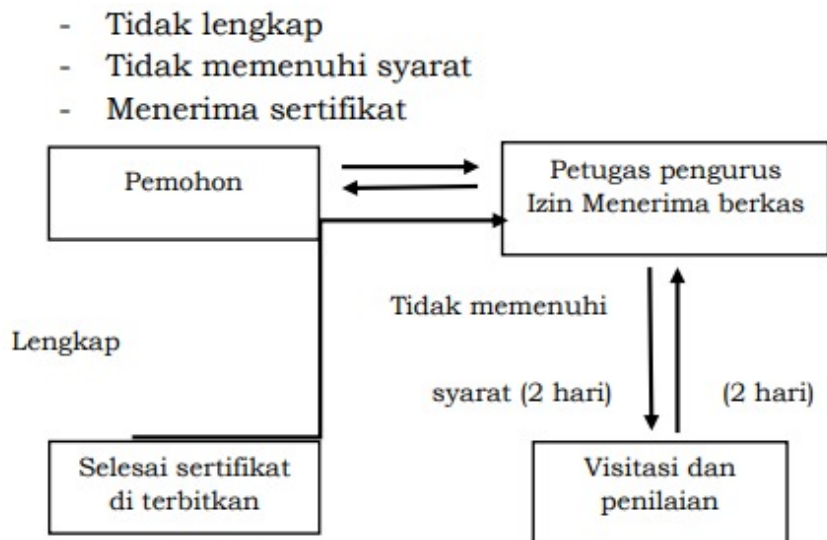 - Tidak lengkap
- Tidak memenuhi syarat
- Menerima sertifikat
Pemohon
Petugas pengurus
Izin Menerima berkas
Tidak memenuhi
Lengkap
syarat (2 hari)
(2 hari)
Selesai sertifikat
di terbitkan
Visitasi dan
penilaian